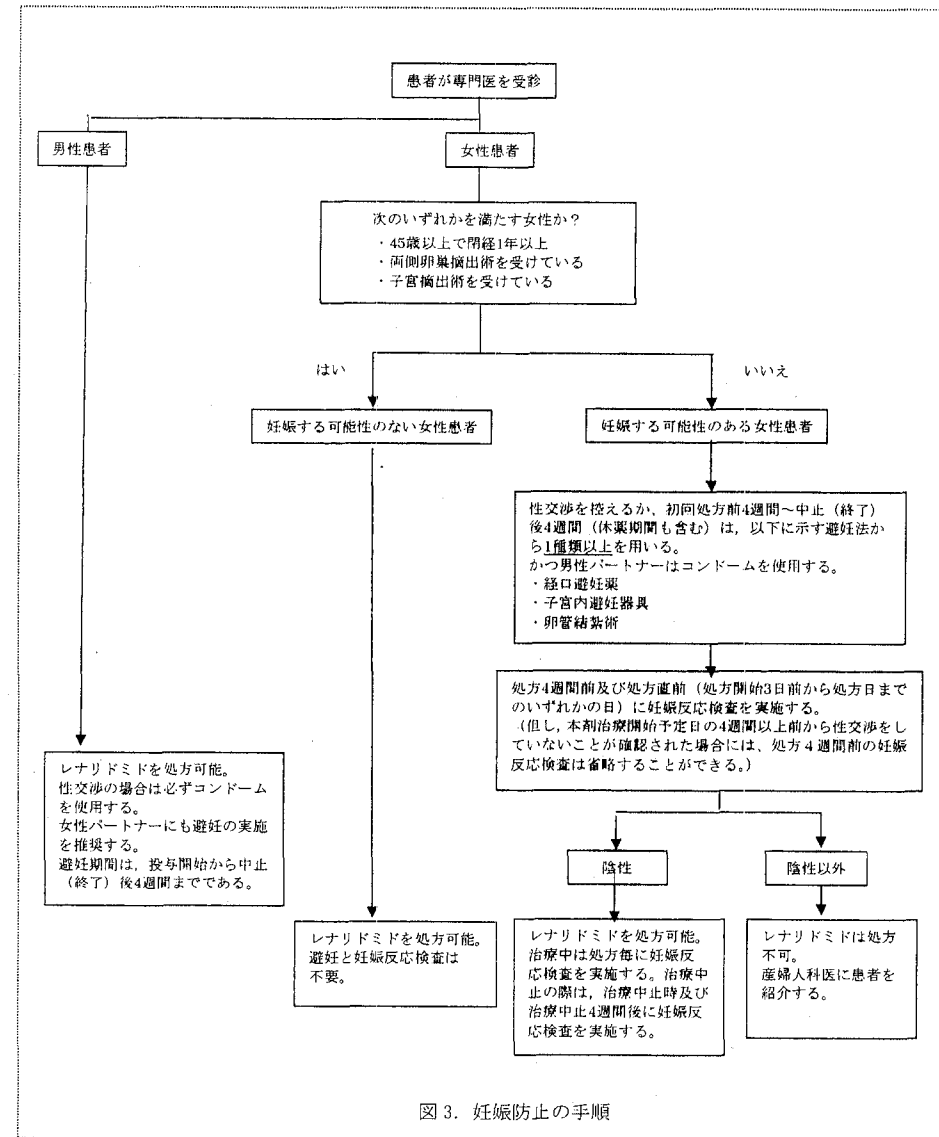 患者が専門医を受診
男性患者
女性患者
次のいずれかを満たす女性か？
・45歳以上で閉経1年以上
・両側卵巣摘出術を受けている
・子宮摘出術を受けている
はい
いいえ
妊娠する可能性のない女性患者
妊娠する可能性のある女性患者
性交渉を控えるか、初回処方前4週間～中止（終了）
後4週間（休薬期間も含む）は，以下に示す避妊法か
ら1種類以上を用いる。
かつ男性パートナーはコンドームを使用する。
・経口避妊薬
・子宮内避妊器具
・卵管結紮術
処方4週間前及び処方直前（処方開始3日前から処方日まで
のいずれかの日）に妊娠反応検査を実施する。
（但し，本剤治療開始予定日の4週間以上前から性交渉をし
ていないことが確認された場合には、処方４週間前の妊娠
反応検査は省略することができる。）
レナリドミドを処方可能。
性交渉の場合は必ずコンドーム
を使用する。
女性パートナーにも避妊の実施
を推奨する。
避妊期間は，投与開始から中止
（終了）後4週間までである。
陰性
陰性以外
レナリドミドを処方可能。
避妊と妊娠反応検査は
不要。
レナリドミドを処方可能。
治療中は処方毎に妊娠反
応検査を実施する。治療中
止の際は，治療中止時及び
治療中止4週間後に妊娠反
応検査を実施する。
レナリドミドは処方
不可。
産婦人科医に患者を
紹介する。
図 3．妊娠防止の手順